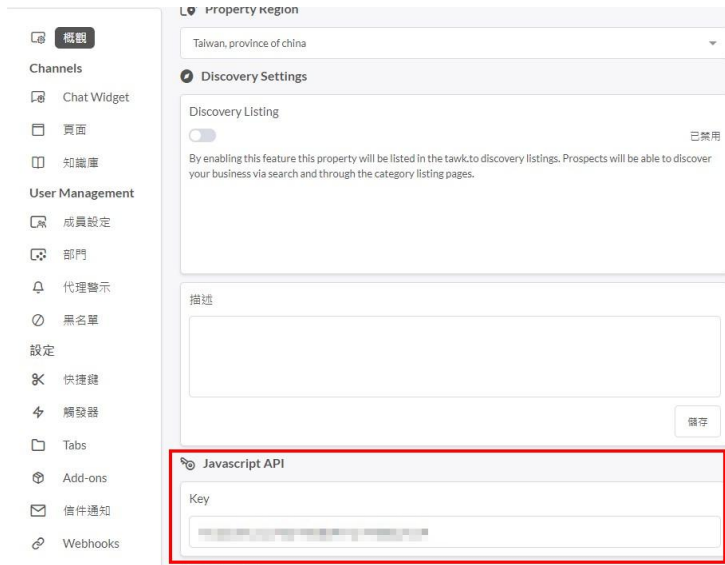 概觀
Channels
Chat Widget
頁面
知識庫
User Management
成員設定
部門
代理警示
黑名單
設定
快捷鍵
觸發器
Tabs
Add-ons
信件通知
Webhooks
Property Region
Taiwan, province of china
Discovery Settings
Discovery Listing
已禁用
By enabling this feature this property will be listed in the tawk.to discovery listings. Prospects will be able to discover
your business via search and through the category listing pages.
描述
儲存
Javascript API
Key